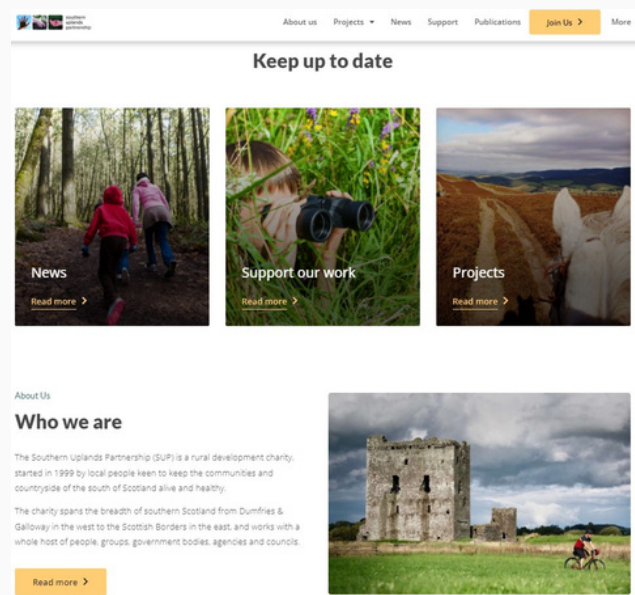 southern
uplands
partnership
About us Projects News Support Publications Join Us More
Keep up to date
News
Read more
Support our work
Read more
Projects
Read more
About Us
Who we are
The Southern Uplands Partnership (SUP) is a rural development charity,
started in 1999 by local people keen to keep the communities and
countryside of the south of Scotland alive and healthy.
The charity spans the breadth of southern Scotland from Dumfries &
Galloway in the west to the Scottish Borders in the east, and works with a
whole host of people, groups, government bodies, agencies and councils.
Read more